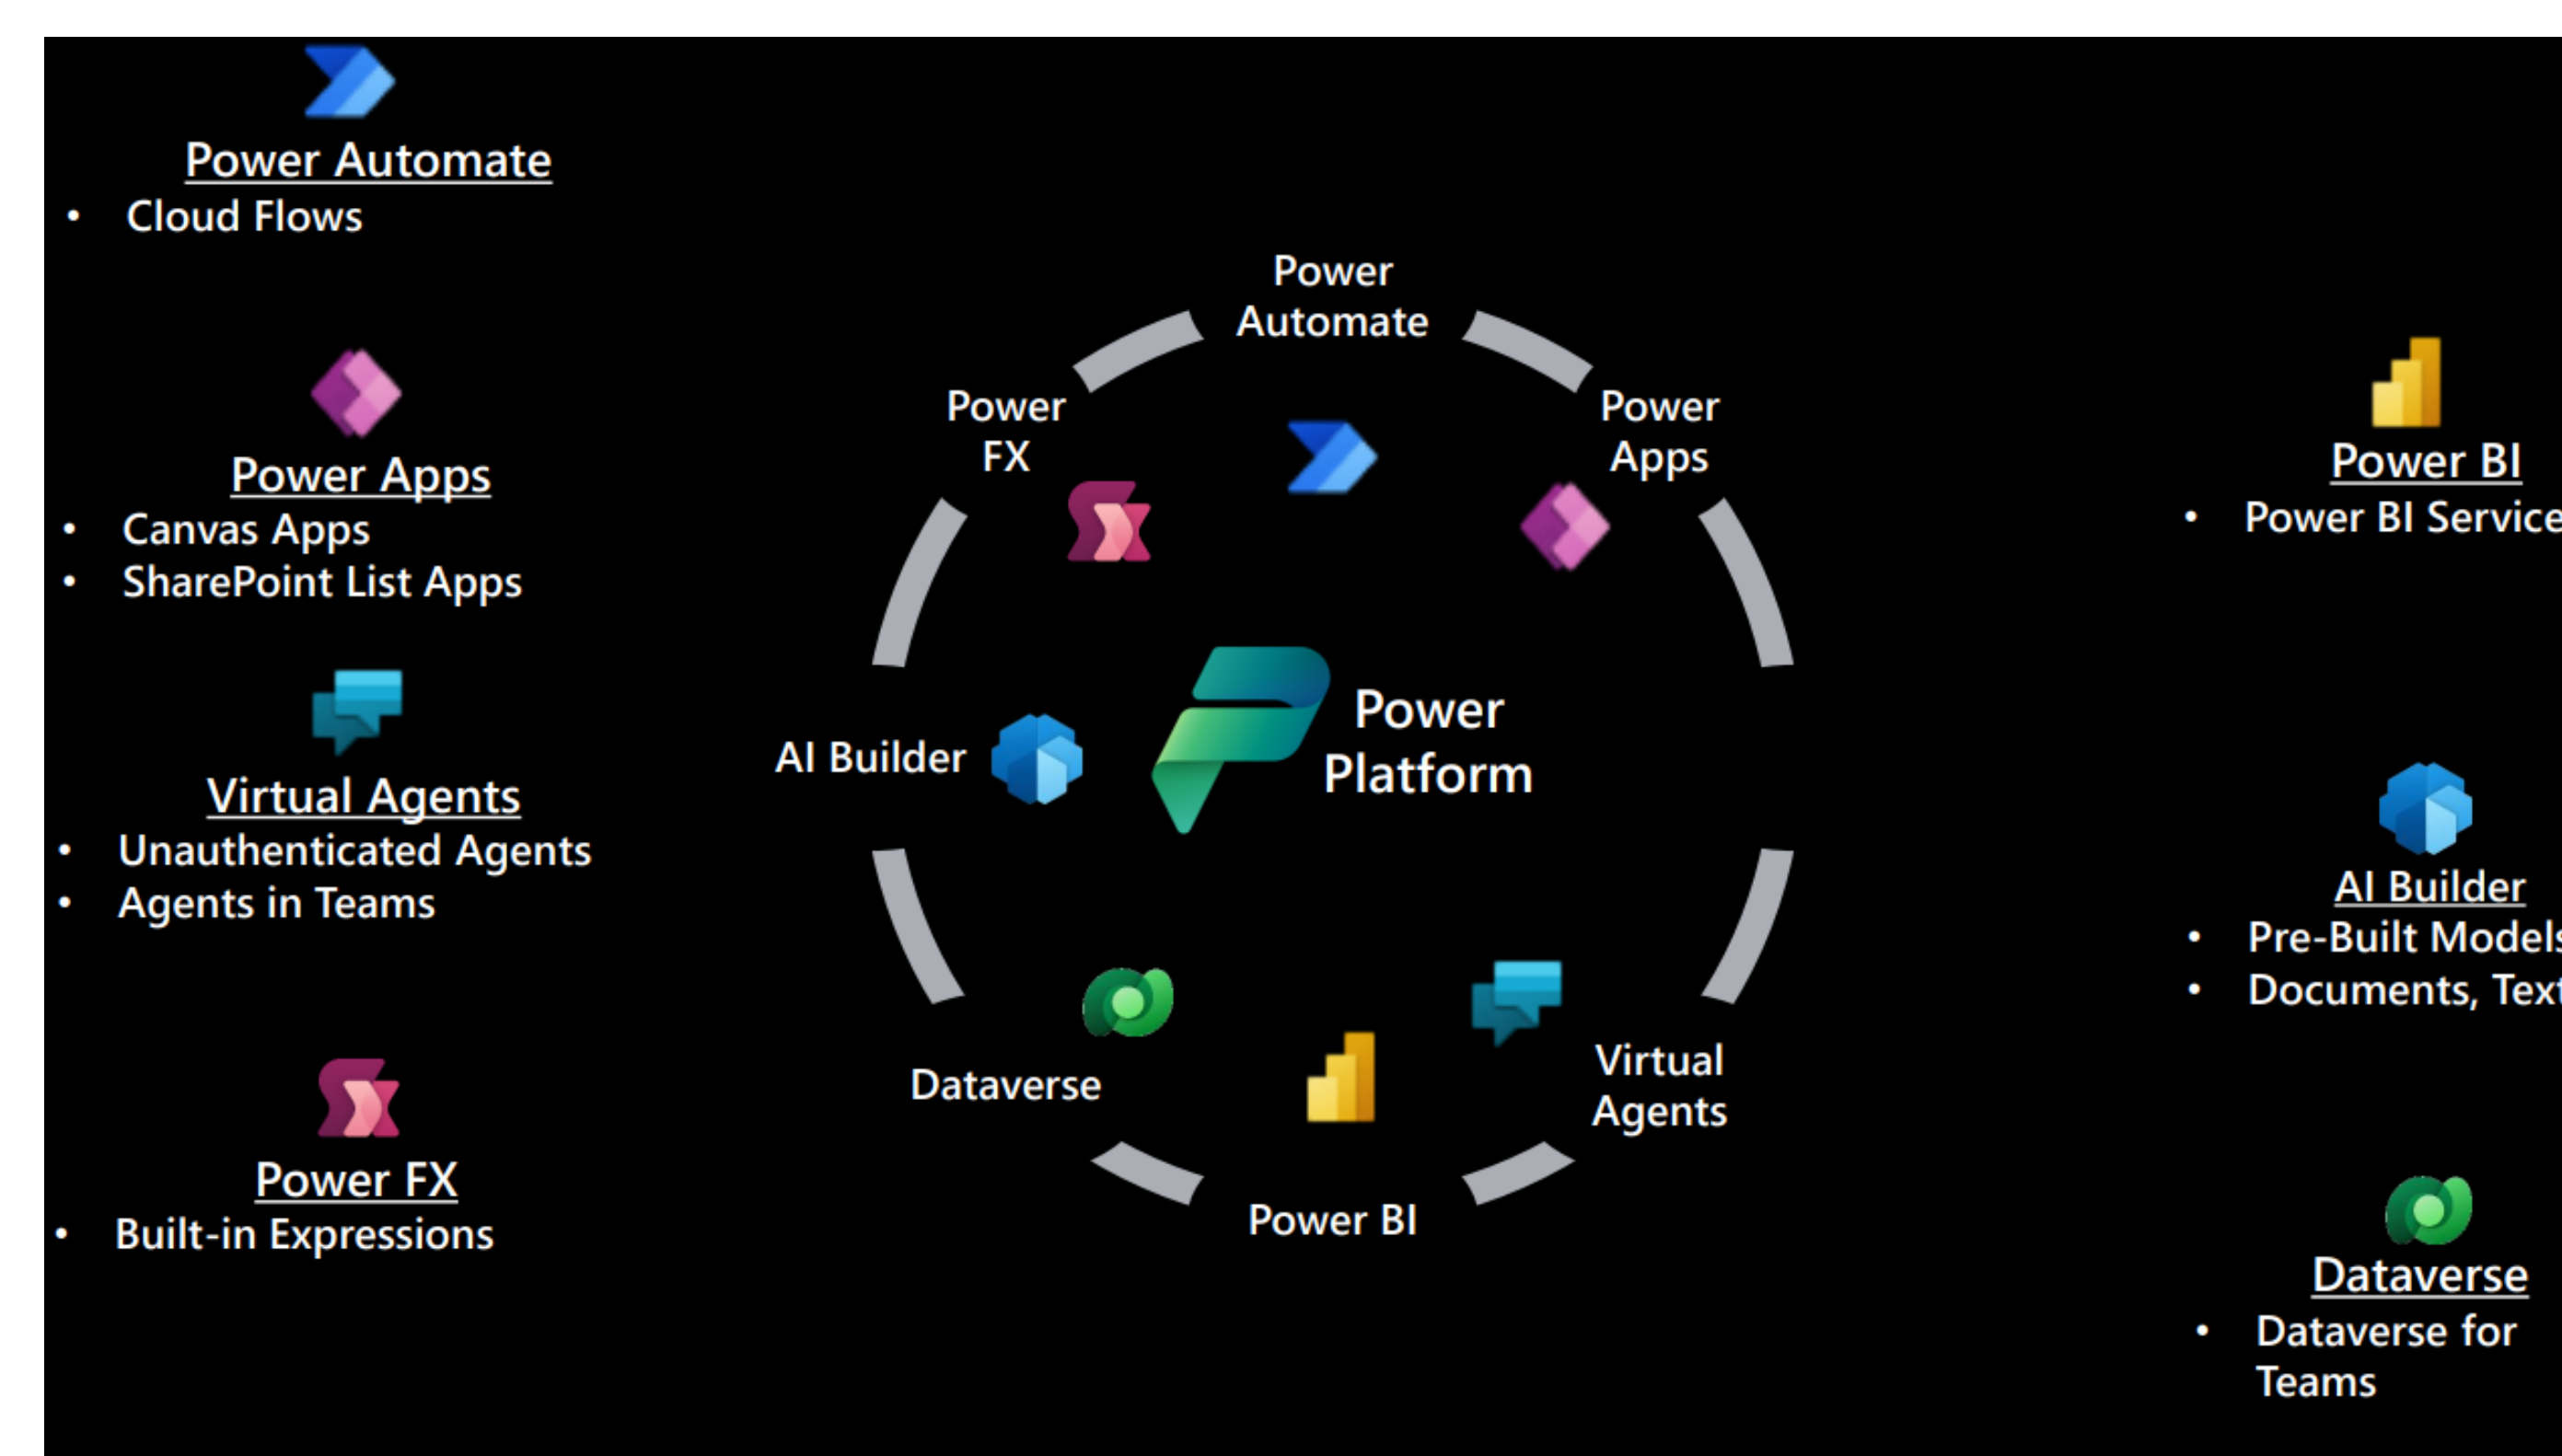 Power Automate
• Cloud Flows
Power Apps
• Canvas Apps
• SharePoint List Apps
Virtual Agents
• Unauthenticated Agents
• Agents in Teams
Power FX
• Built-in Expressions
Power
Automate
Power
FX
Power
Apps
AI Builder
Power
Platform
Dataverse
Virtual
Agents
Power BI
Power BI
• Power BI Service
AI Builder
• Pre-Built Models
• Documents, Text
Dataverse
• Dataverse for
Teams